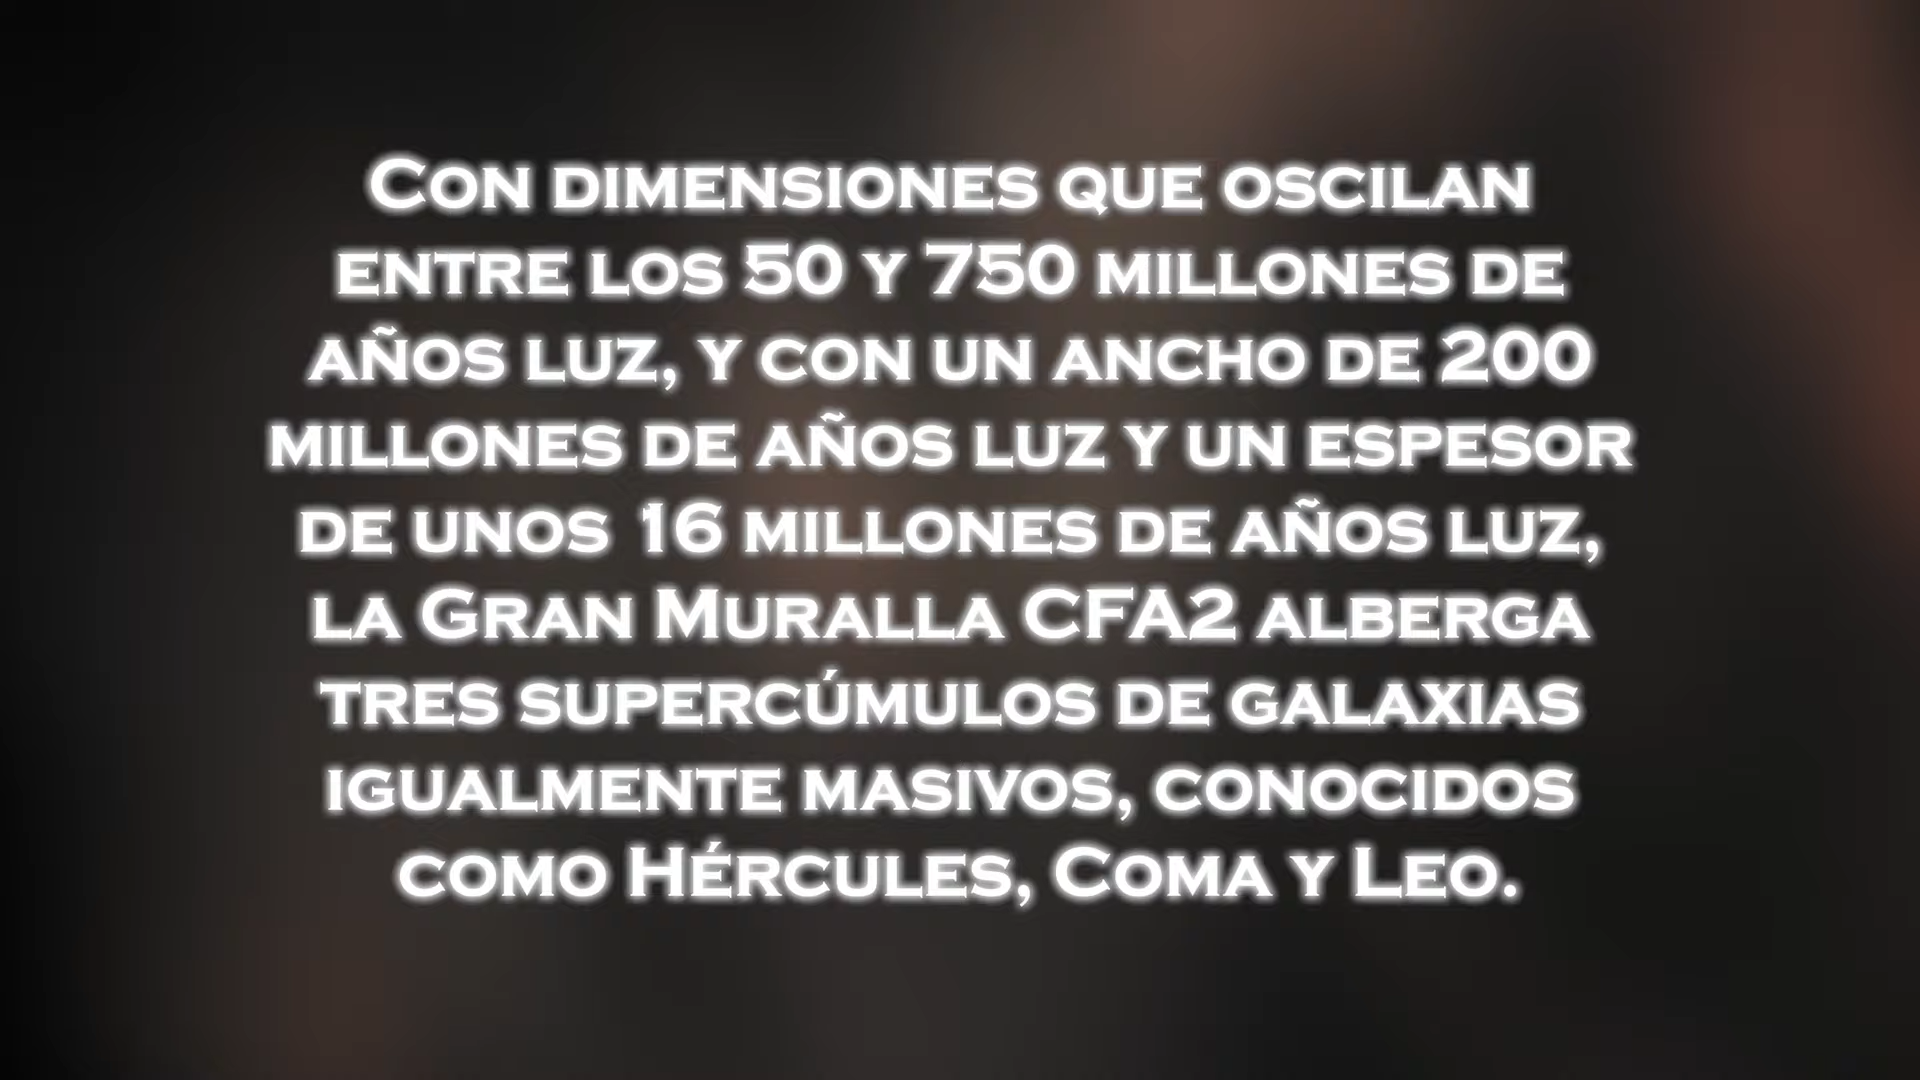 Con dimensiones que oscilan
entre los 50 y 750 millones de
años luz, y con un ancho de 200
millones de años luz y un espesor
de unos 16 millones de años luz,
la Gran Muralla CFA2 alberga
tres supercúmulos de galaxias
igualmente masivos, conocidos
como Hércules, Coma y Leo.